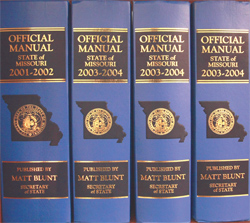 OFFICIAL
MANUAL
STATE of
MISSOURI
2001-2002
PUBLISHED BY
MATT BLUNT
SECRETARY
of STATE
OFFICIAL
MANUAL
STATE of
MISSOURI
2003-2004
PUBLISHED BY
MATT BLUNT
SECRETARY
of STATE
OFFICIAL
MANUAL
STATE of
MISSOURI
2003-2004
PUBLISHED BY
MATT BLUNT
SECRETARY
of STATE
OFFICIAL
MANUAL
STATE of
MISSOURI
2003-2004
PUBLISHED BY
MATT BLUNT
SECRETARY
of STATE